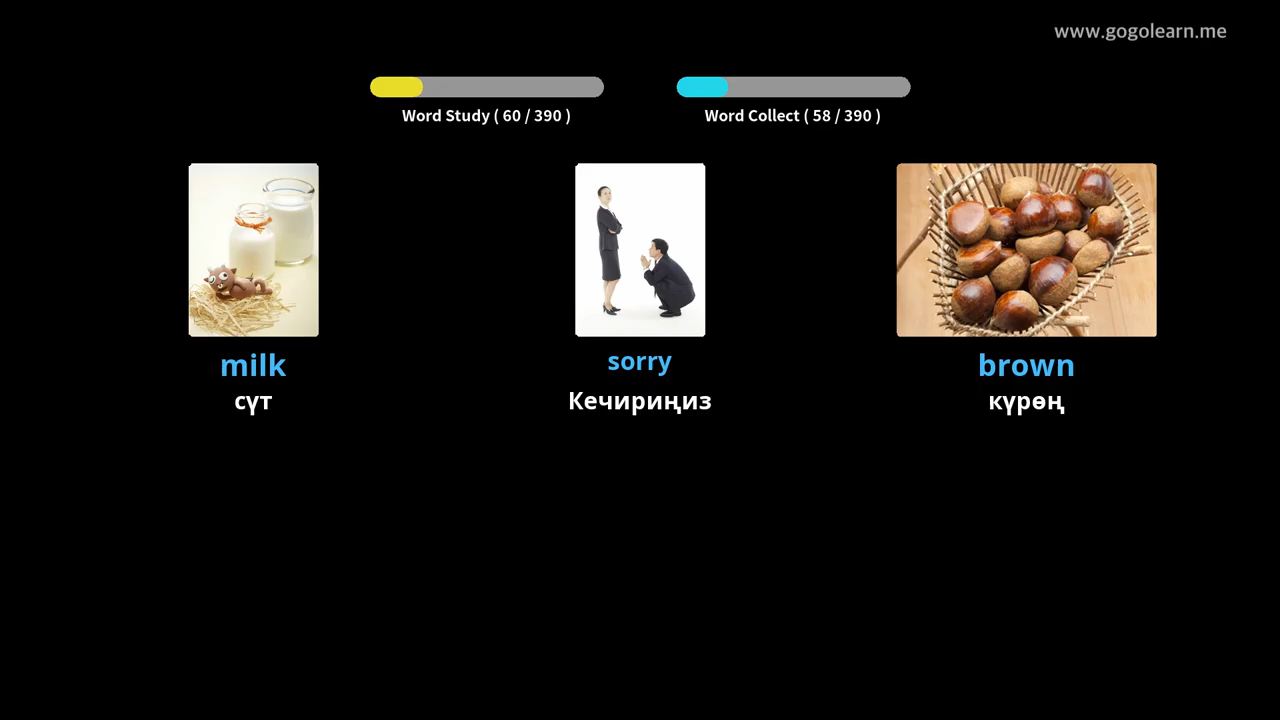 www.gogolearn.me
Word Study ( 60 / 390 )
Word Collect ( 58 / 390 )
milk
сүт
sorry
Кечириңиз
brown
күрөң